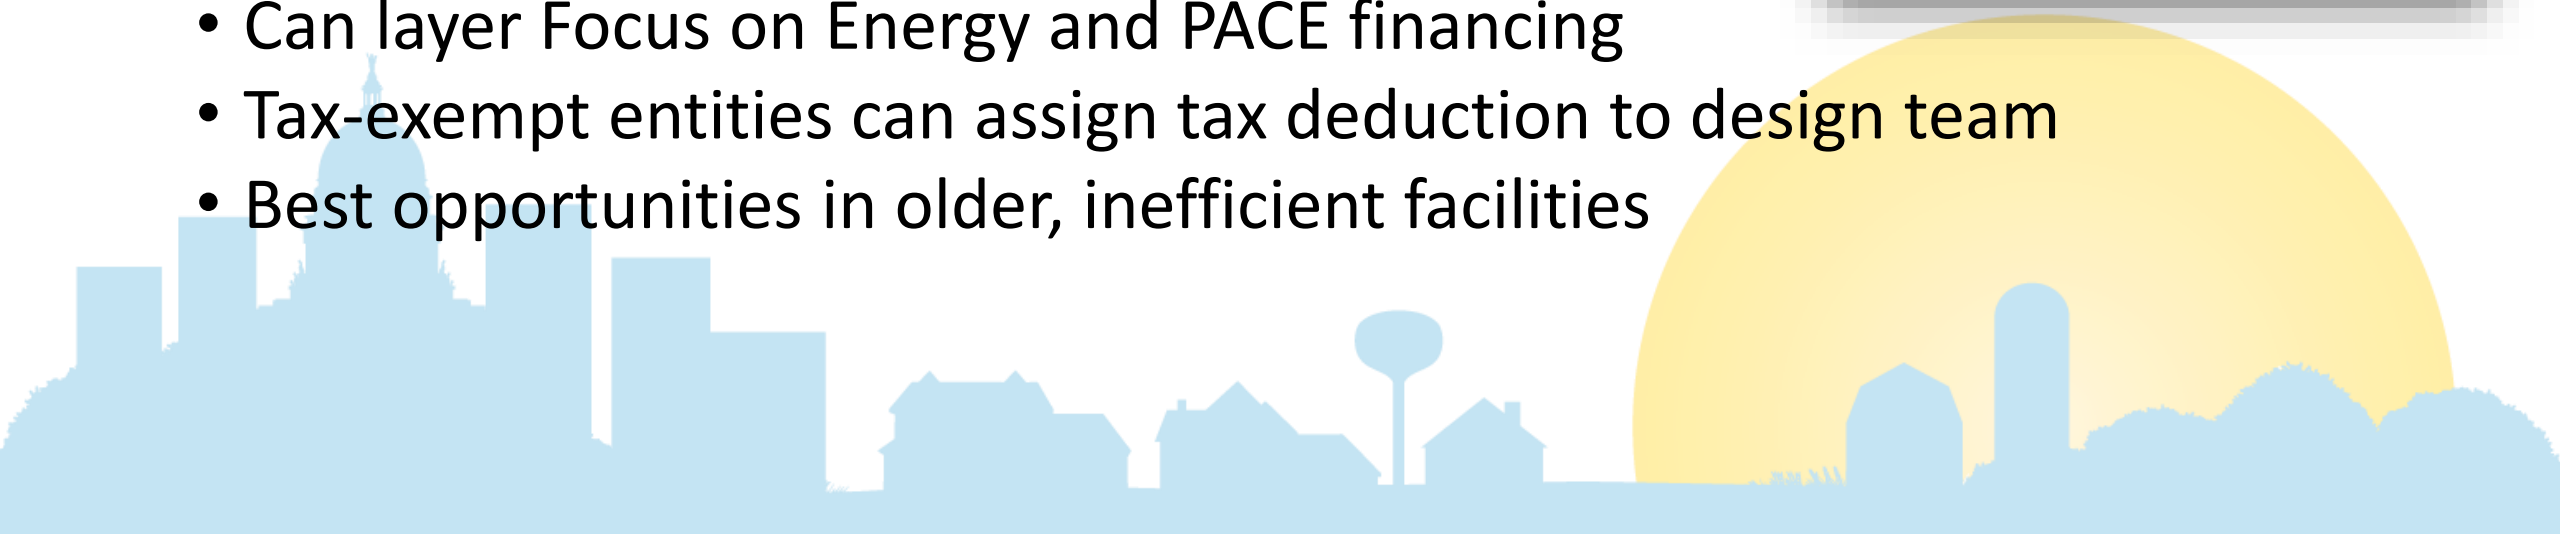 • Can layer Focus on Energy and PACE financing
• Tax-exempt entities can assign tax deduction to design team
• Best opportunities in older, inefficient facilities